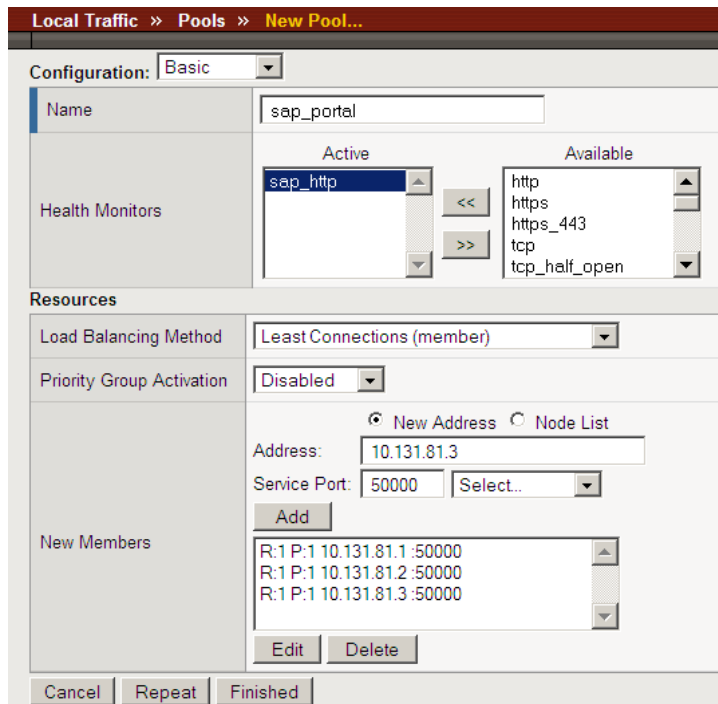 Local Traffic » Pools » New Pool...
Configuration: Basic
Name sap_portal
Active Available
Health Monitors
sap_http
<<
>>
http
https
https_443
tcp
tcp_half_open
Resources
Load Balancing Method Least Connections (member)
Priority Group Activation Disabled
New Members
New Address Node List
Address: 10.131.81.3
Service Port: 50000 Select...
Add
R:1 P:1 10.131.81.1 :50000
R:1 P:1 10.131.81.2 :50000
R:1 P:1 10.131.81.3 :50000
Edit Delete
Cancel Repeat Finished